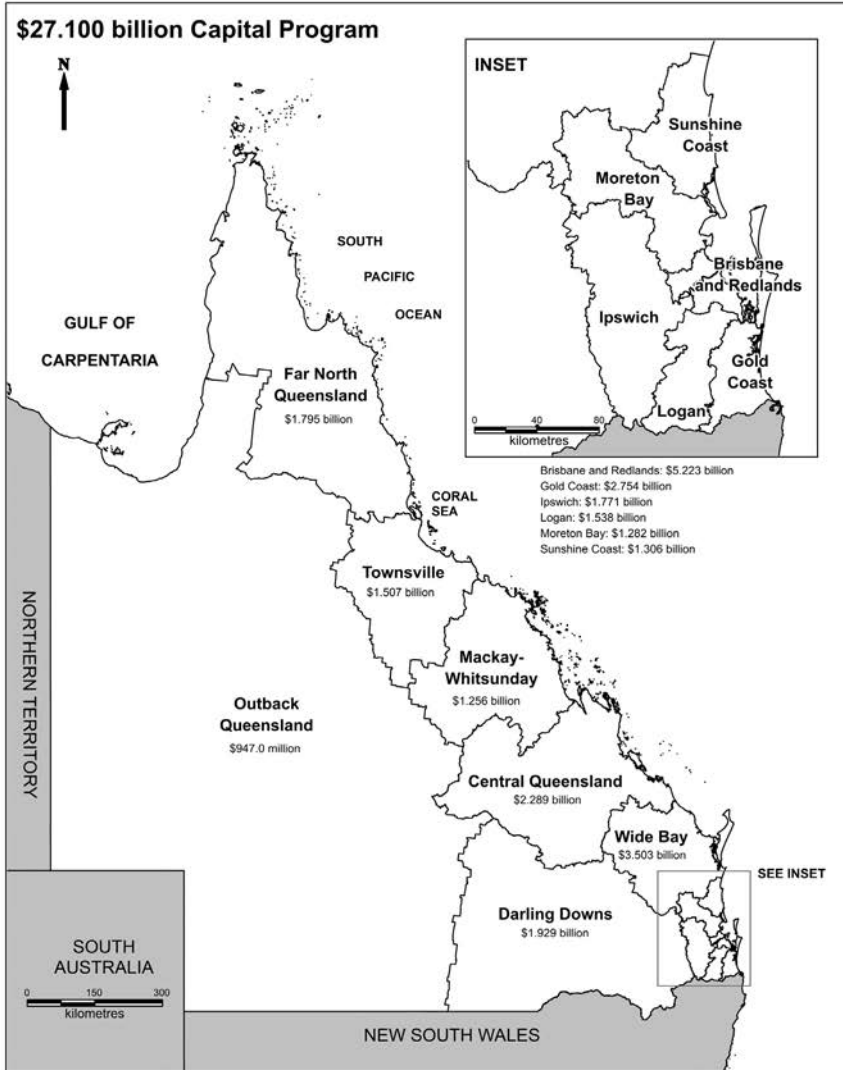 $27.100 billion Capital Program
N
INSET
Sunshine
Coast
Moreton
Bay
Brisbane
and Redlands
Ipswich
Gold
Coast
Logan
0 40 80
kilometres
Brisbane and Redlands: $5.223 billion
Gold Coast: $2.754 billion
Ipswich: $1.771 billion
Logan: $1.538 billion
Moreton Bay: $1.282 billion
Sunshine Coast: $1.306 billion
SOUTH
PACIFIC
OCEAN
GULF OF
CARPENTARIA
Far North
Queensland
$1.795 billion
CORAL
SEA
Townsville
$1.507 billion
Mackay-
Whitsunday
$1.256 billion
NORTHERN TERRITORY
Outback
Queensland
$947.0 million
Central Queensland
$2.289 billion
Wide Bay
$3.503 billion
SEE INSET
Darling Downs
$1.929 billion
SOUTH
AUSTRALIA
0 150 300
kilometres
NEW SOUTH WALES